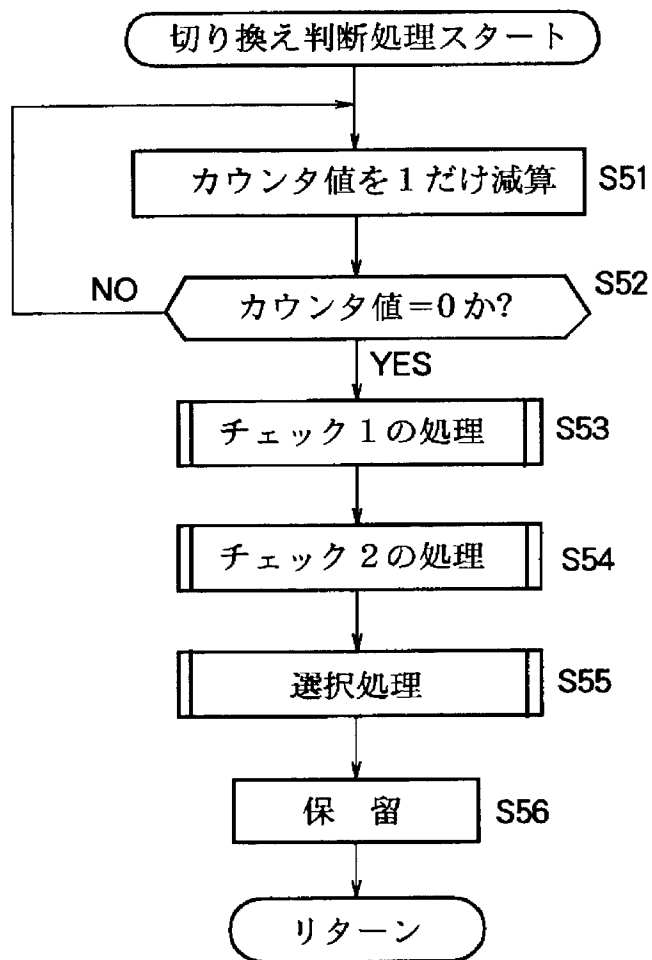 切り換え判断処理スタート
カウンタ値を1だけ減算 S51
カウンタ値=0か? S52
NO
YES
チェック1の処理 S53
チェック2の処理 S54
選択処理 S55
保 留 S56
リターン